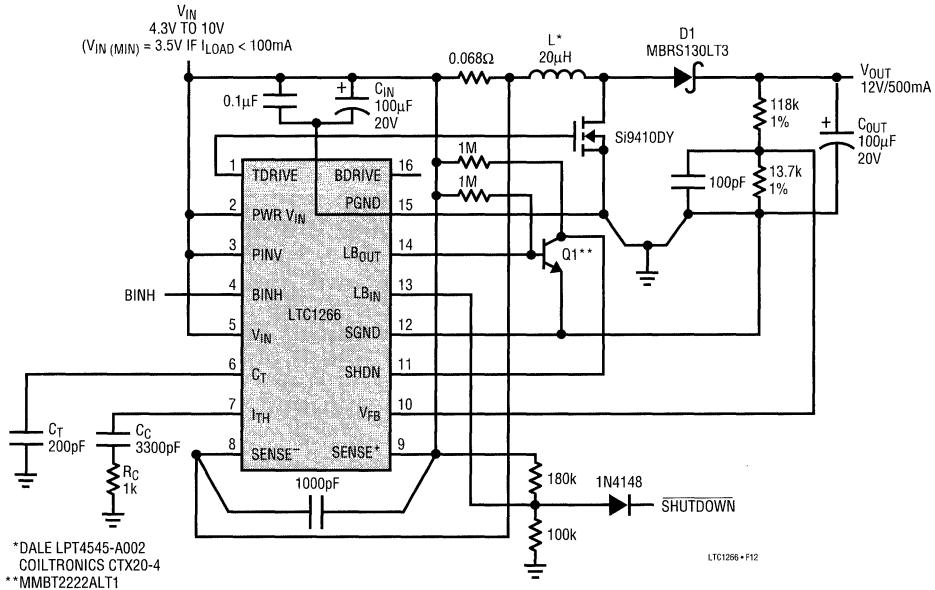 VIN
4.3V TO 10V
(VIN (MIN) = 3.5V IF ILOAD < 100mA
0.068Ω
L*
20µH
D1
MBRS130LT3
VOUT
12V/500mA
0.1µF
+
CIN
100µF
20V
118k
1%
+
COUT
100µF
20V
Si9410DY
1M
1M
100pF
13.7k
1%
1
TDRIVE
BDRIVE
16
2
PWR VIN
PGND
15
3
PINV
LBOUT
14
Q1**
BINH
4
BINH
LBIN
13
LTC1266
5
VIN
SGND
12
6
CT
SHDN
11
7
ITH
VFB
10
8
SENSE−
SENSE+
9
CT
200pF
CC
3300pF
RC
1k
1000pF
180k
1N4148
SHUTDOWN
100k
*DALE LPT4545-A002
COILTRONICS CTX20-4
**MMBT2222ALT1
LTC1266 • F12